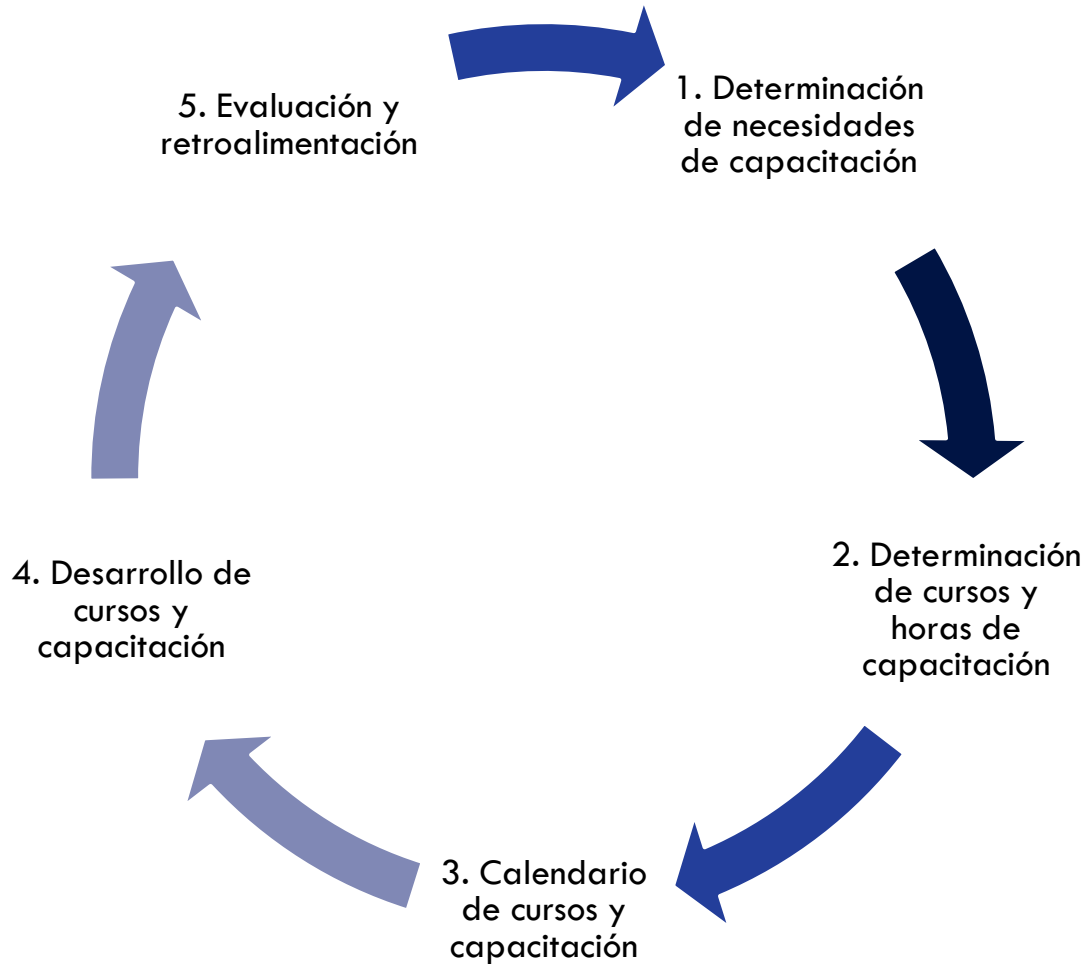 1. Determinación
de necesidades
de capacitación
2. Determinación
de cursos y
horas de
capacitación
3. Calendario
de cursos y
capacitación
4. Desarrollo de
cursos y
capacitación
5. Evaluación y
retroalimentación